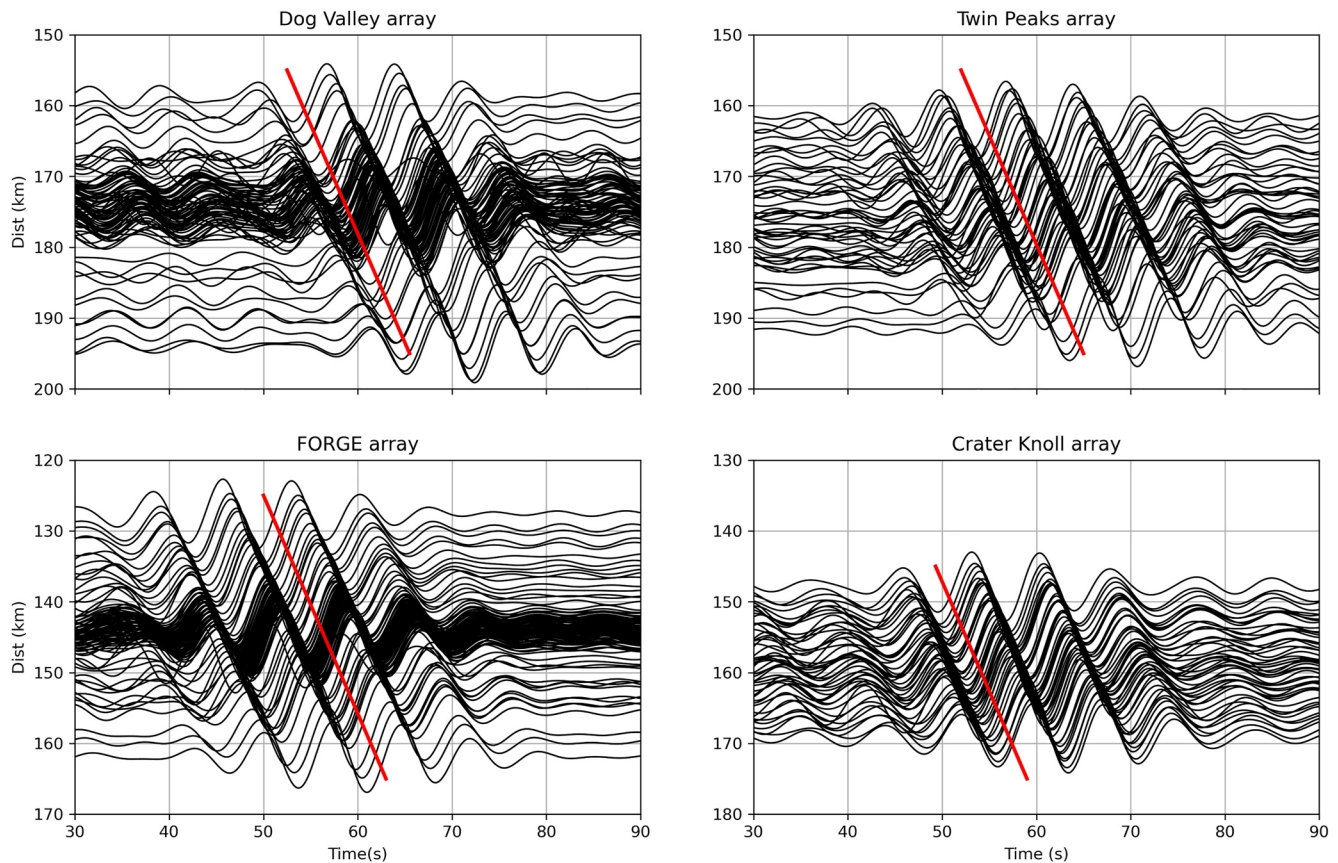 Dog Valley array
150
160
170
180
190
200
Dist (km)
Twin Peaks array
150
160
170
180
190
200
FORGE array
120
130
140
150
160
170
Dist (km)
30 40 50 60 70 80 90
Time(s)
Crater Knoll array
130
140
150
160
170
180
30 40 50 60 70 80 90
Time (s)